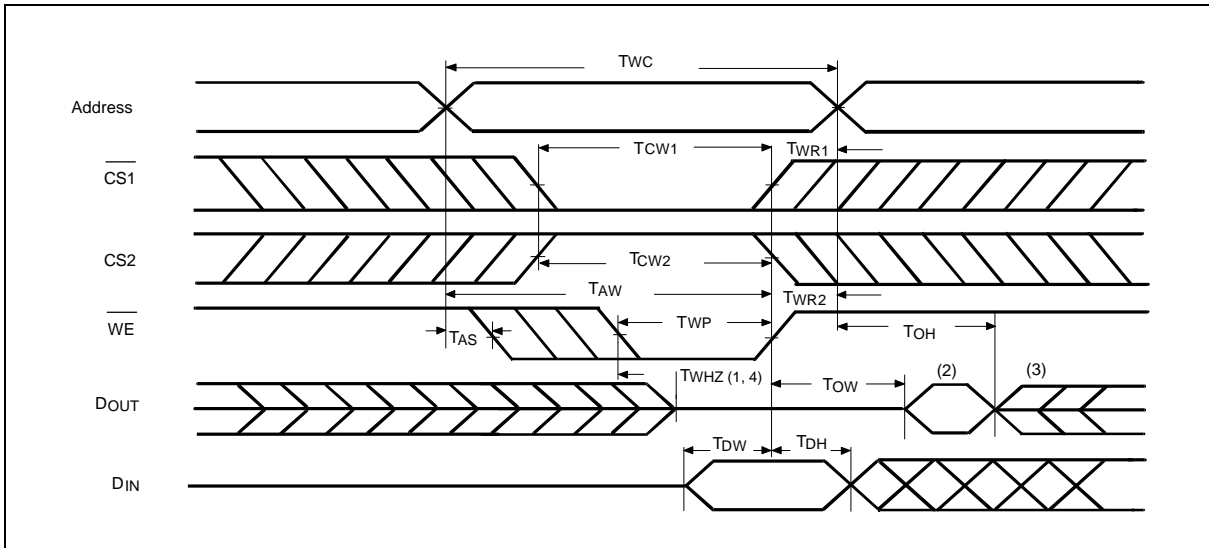 TWC
Address
TCW1
TWR1
CS1
CS2
TCW2
TAW
TWR2
WE
TAS
TWP
TOH
TWHZ (1, 4)
TOW
(2)
(3)
DOUT
TDW
TDH
DIN